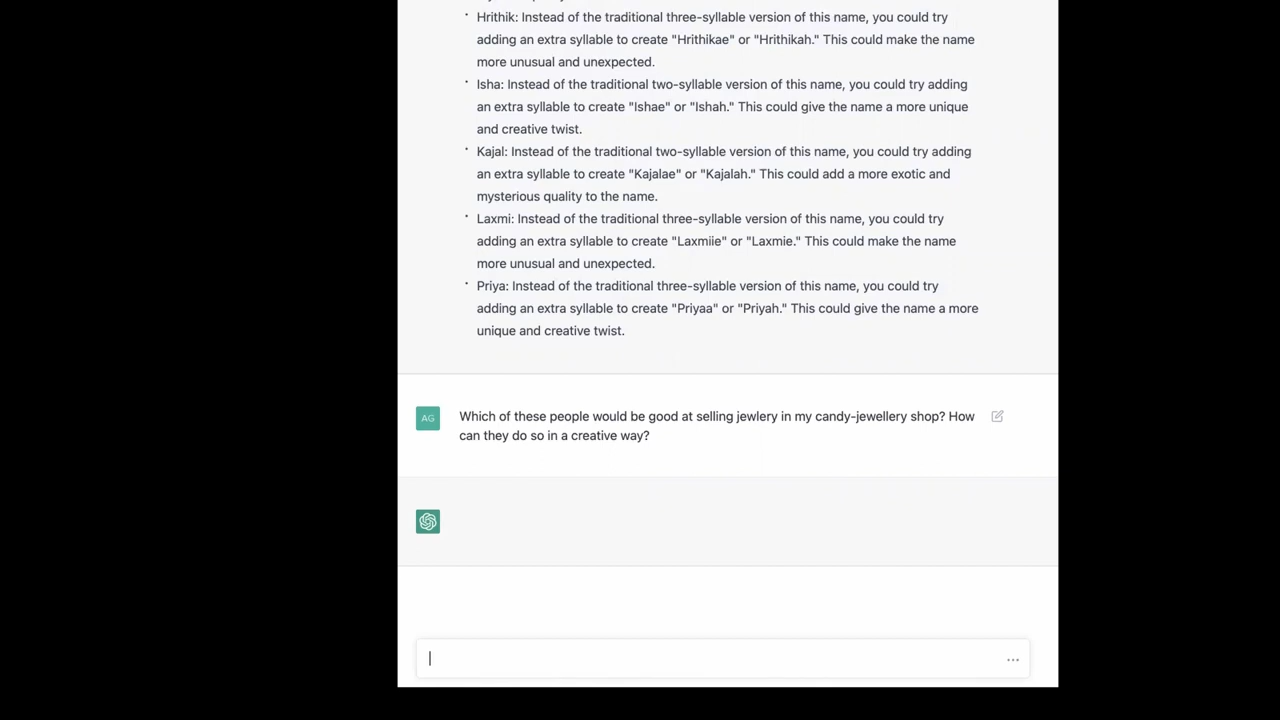 Hrithik: Instead of the traditional three-syllable version of this name, you could try
adding an extra syllable to create "Hrithikae" or "Hrithikah." This could make the name
more unusual and unexpected.
Isha: Instead of the traditional two-syllable version of this name, you could try adding
an extra syllable to create "Ishae" or "Ishah." This could give the name a more unique
and creative twist.
Kajal: Instead of the traditional two-syllable version of this name, you could try adding
an extra syllable to create "Kajalae" or "Kajalah." This could add a more exotic and
mysterious quality to the name.
Laxmi: Instead of the traditional three-syllable version of this name, you could try
adding an extra syllable to create "Laxmiie" or "Laxmie." This could make the name
more unusual and unexpected.
Priya: Instead of the traditional three-syllable version of this name, you could try
adding an extra syllable to create "Priyaa" or "Priyah." This could give the name a more
unique and creative twist.
AG
Which of these people would be good at selling jewlery in my candy-jewellery shop? How
can they do so in a creative way?